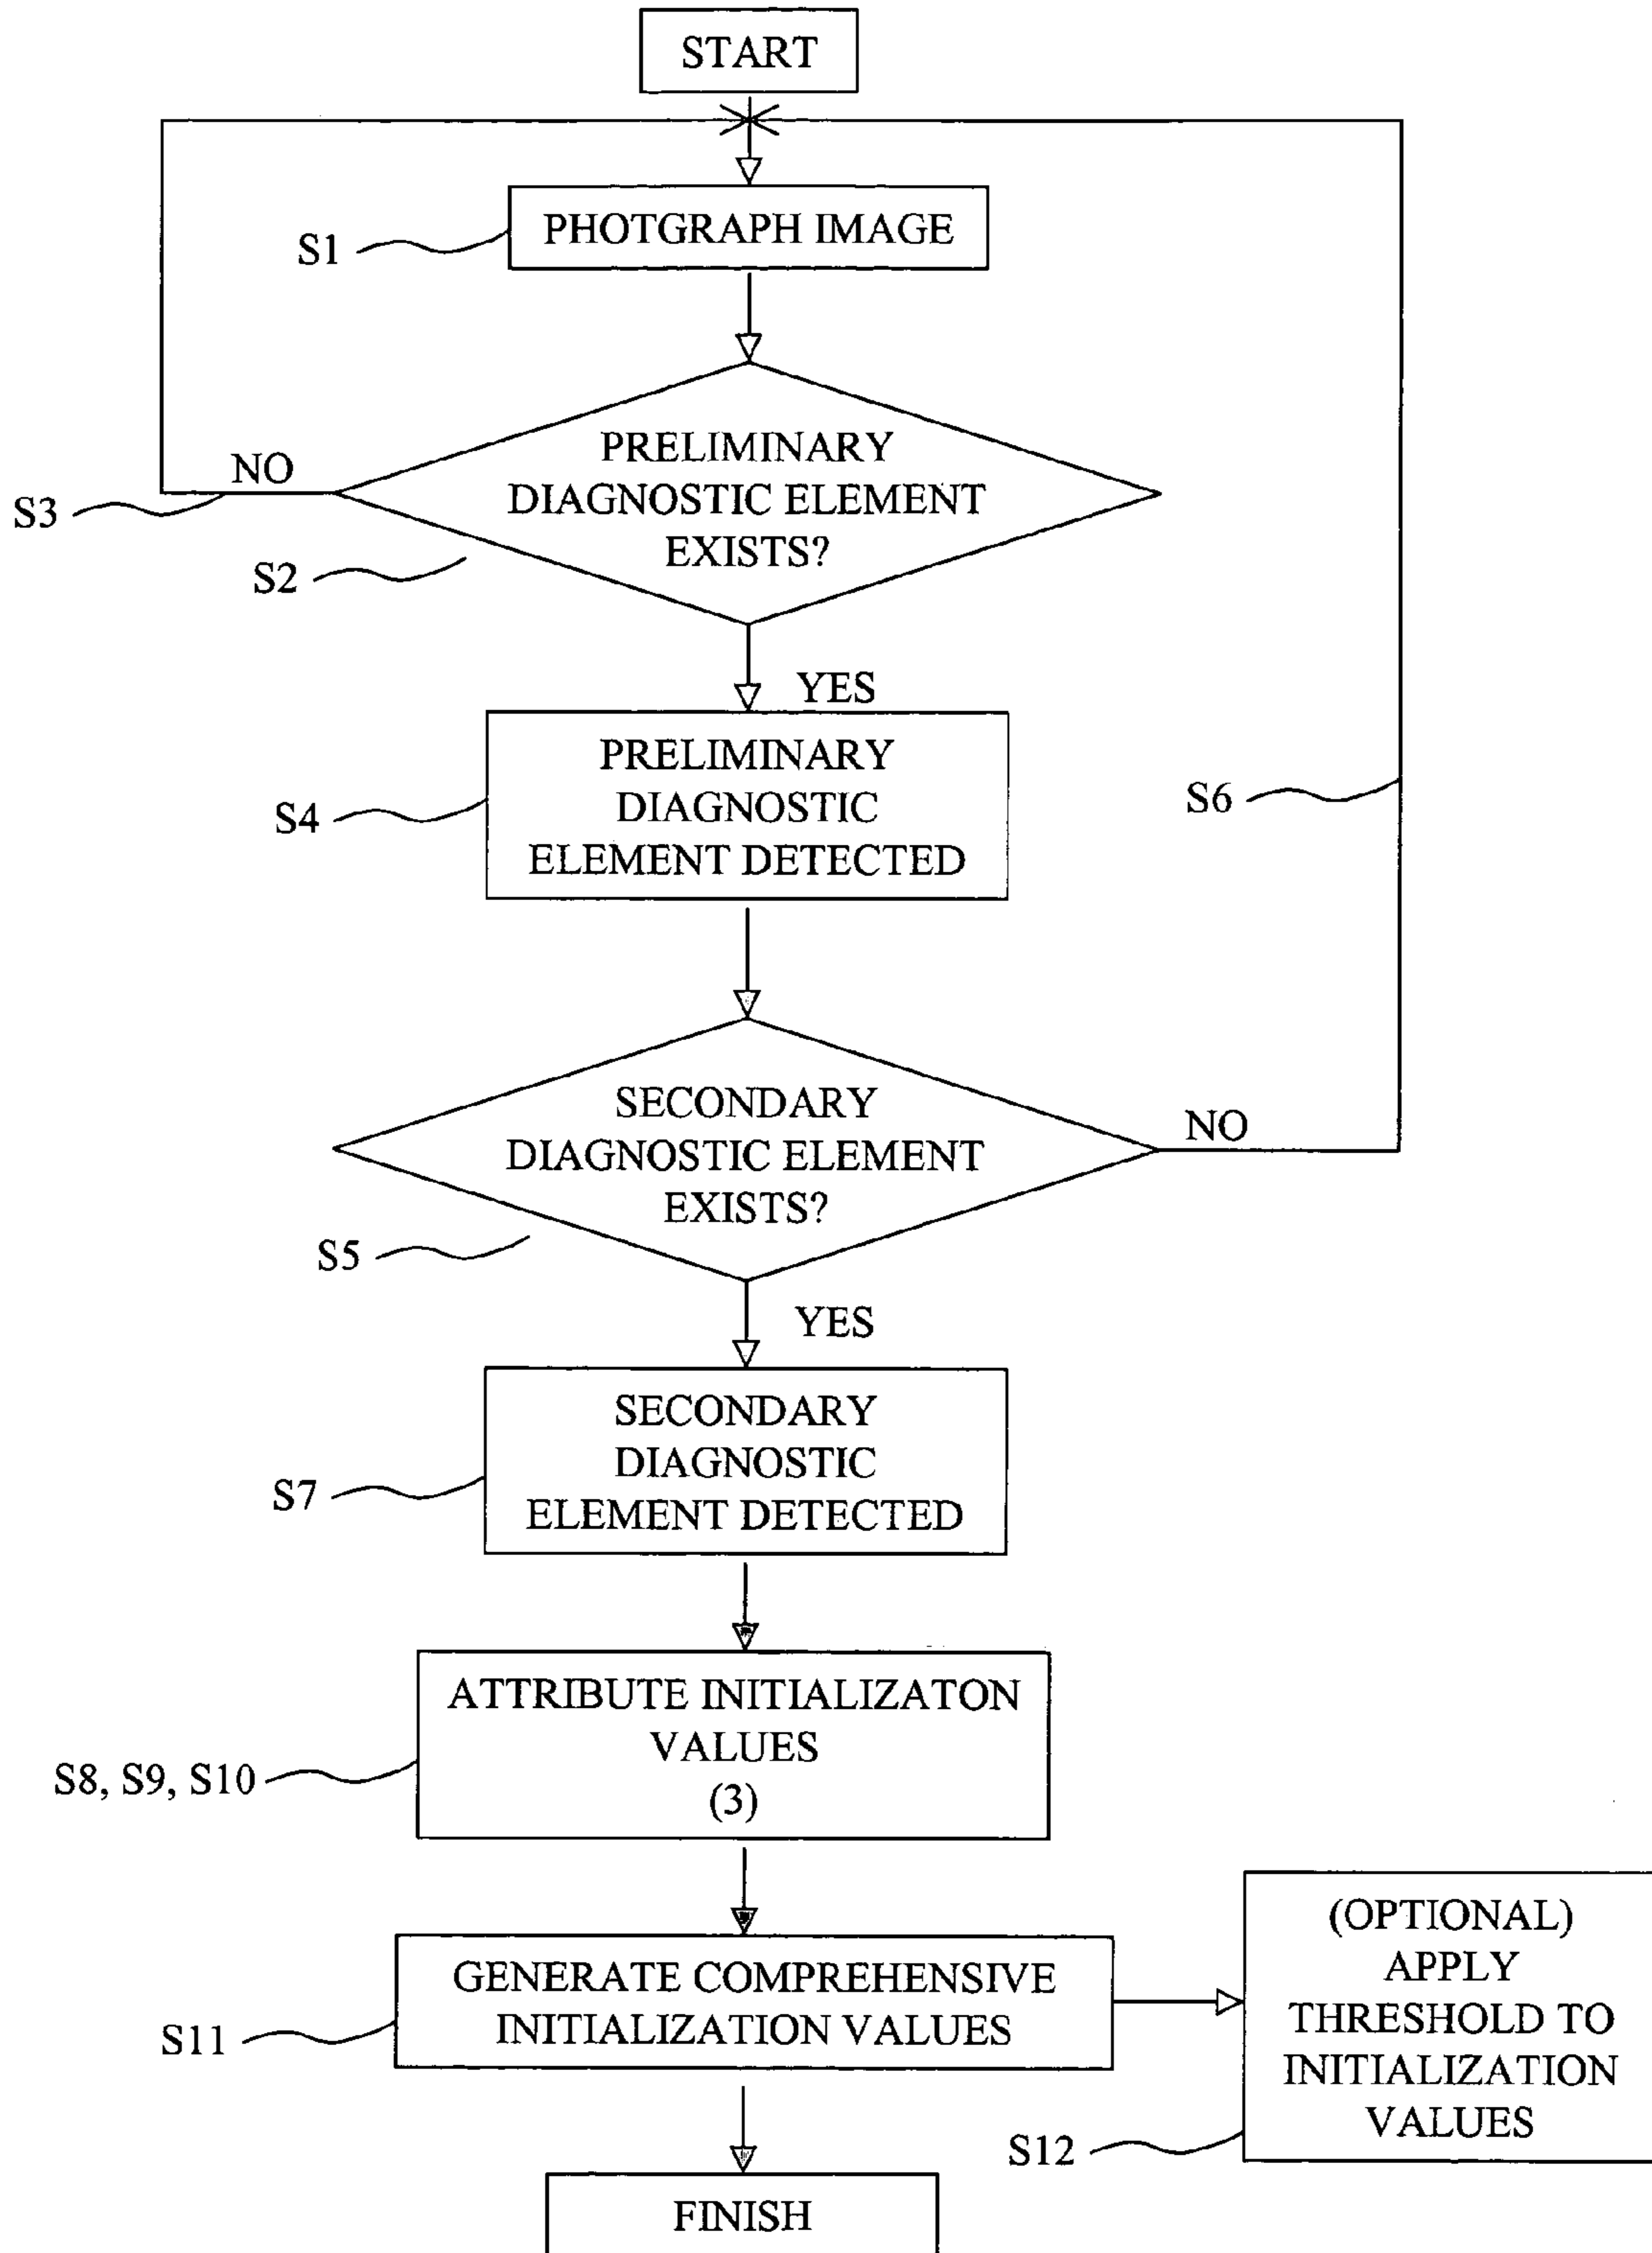 START
S1
PHOTGRAPH IMAGE
PRELIMINARY
DIAGNOSTIC ELEMENT
EXISTS?
NO
S3
S2
YES
PRELIMINARY
DIAGNOSTIC
ELEMENT DETECTED
S4
S6
SECONDARY
DIAGNOSTIC ELEMENT
EXISTS?
NO
S5
YES
SECONDARY
DIAGNOSTIC
ELEMENT DETECTED
S7
ATTRIBUTE INITIALIZATON
VALUES
(3)
S8, S9, S10
GENERATE COMPREHENSIVE
INITIALIZATION VALUES
S11
(OPTIONAL)
APPLY
THRESHOLD TO
INITIALIZATION
VALUES
S12
FINISH